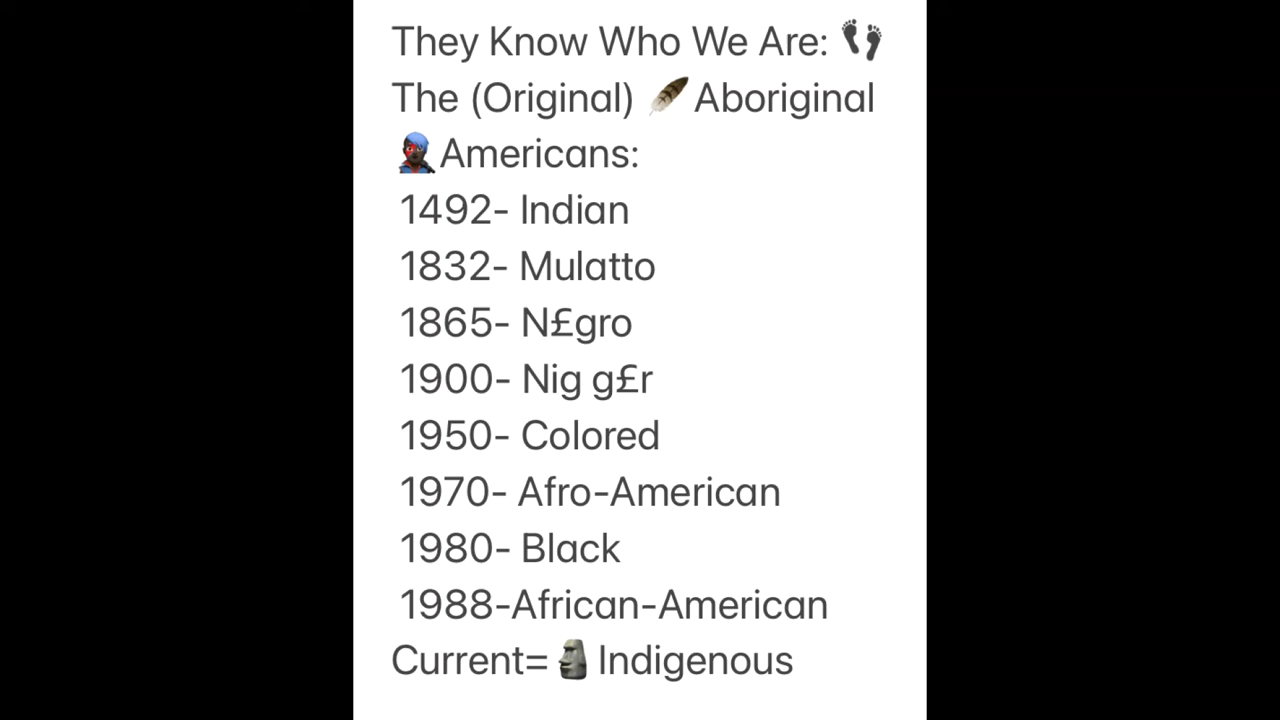 They Know Who We Are: 👣
The (Original) 🪶Aboriginal
👤Americans:
1492- Indian
1832- Mulatto
1865- N£gro
1900- Nig g£r
1950- Colored
1970- Afro-American
1980- Black
1988-African-American
Current=🗿Indigenous